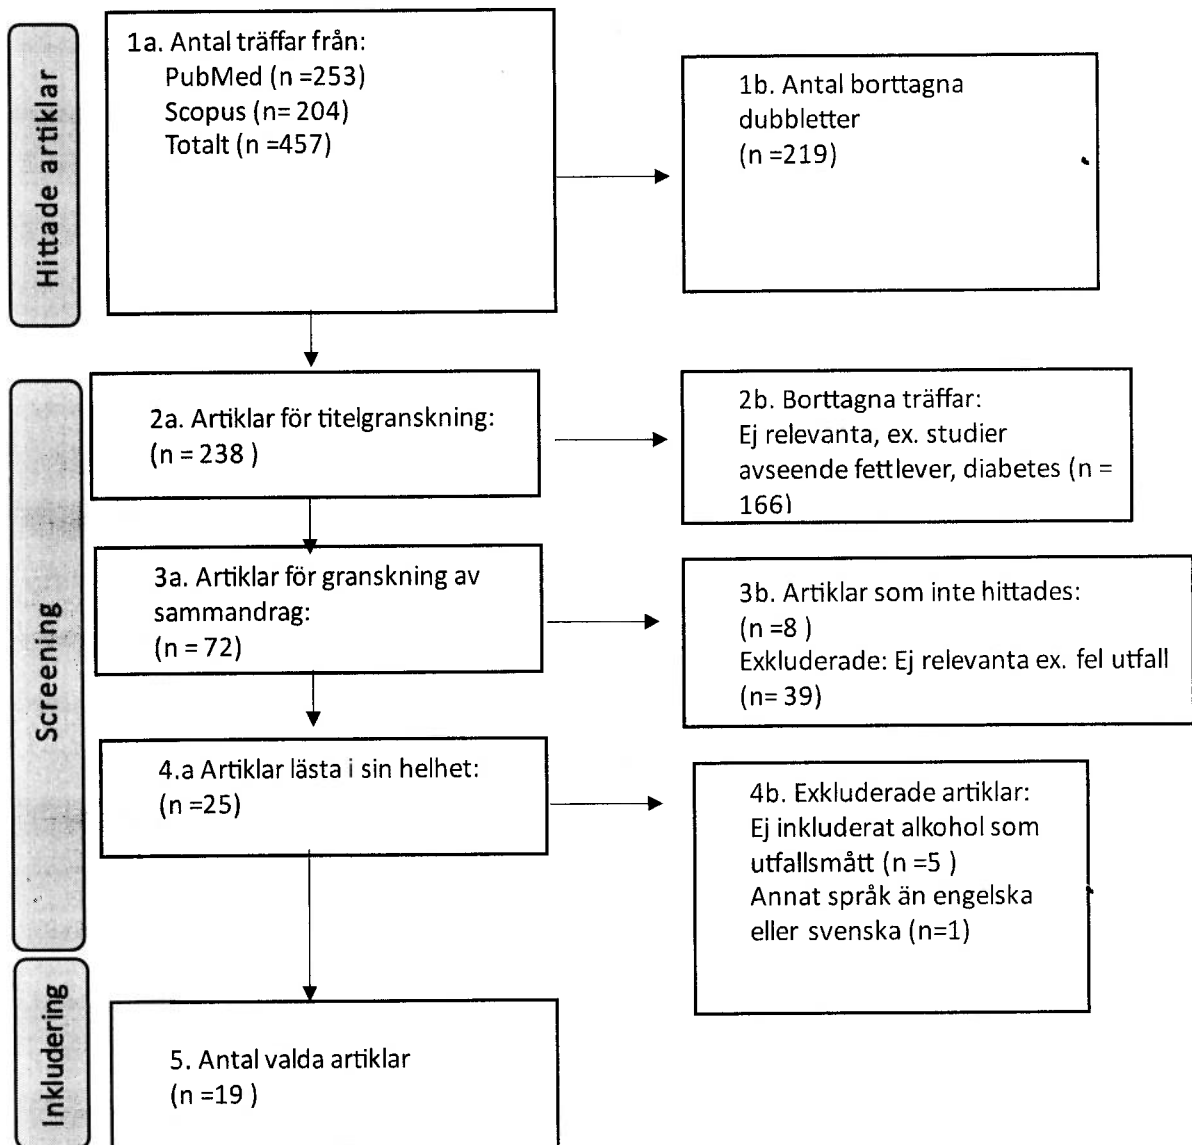 Hittade artiklar
1a. Antal träffar från:
PubMed (n =253)
Scopus (n= 204)
Totalt (n =457)
1b. Antal borttagna
dubbletter
(n =219)
Screening
2a. Artiklar för titelgranskning:
(n = 238 )
2b. Borttagna träffar:
Ej relevanta, ex. studier
avseende fettlever, diabetes (n =
166)
3a. Artiklar för granskning av
sammandrag:
(n = 72)
3b. Artiklar som inte hittades:
(n =8 )
Exkluderade: Ej relevanta ex. fel utfall
(n= 39)
4.a Artiklar lästa i sin helhet:
(n =25)
4b. Exkluderade artiklar:
Ej inkluderat alkohol som
utfallsmått (n =5 )
Annat språk än engelska
eller svenska (n=1)
Inkludering
5. Antal valda artiklar
(n =19 )